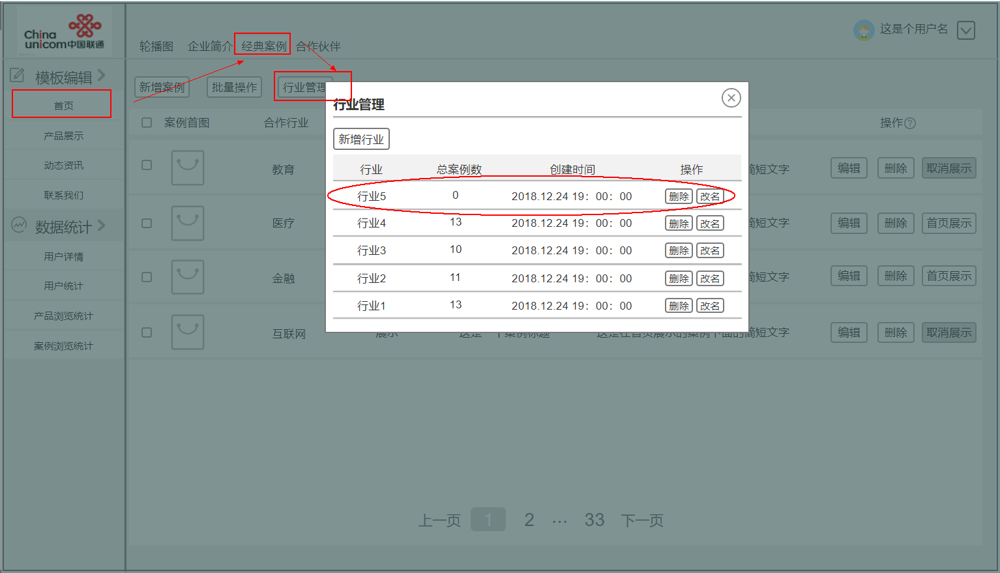 China
unicom中国联通
这是个用户名
轮播图 企业简介 经典案例 合作伙伴
模板编辑
首页
产品展示
动态资讯
联系我们
数据统计
用户详情
用户统计
产品浏览统计
案例浏览统计
新增案例 批量操作 行业管理
案例首图 合作行业 操作
教育 简短文字 编辑 删除 取消展示
医疗 简短文字 编辑 删除 首页展示
金融 简短文字 编辑 删除 首页展示
互联网 展示 这是一个案例标题 这是在首页展示的案例下面的简短文字 编辑 删除 取消展示
行业管理
新增行业
行业 总案例数 创建时间 操作
行业5 0 2018.12.24 19：00：00 删除 改名
行业4 13 2018.12.24 19：00：00 删除 改名
行业3 10 2018.12.24 19：00：00 删除 改名
行业2 11 2018.12.24 19：00：00 删除 改名
行业1 13 2018.12.24 19：00：00 删除 改名
上一页 1 2 ··· 33 下一页